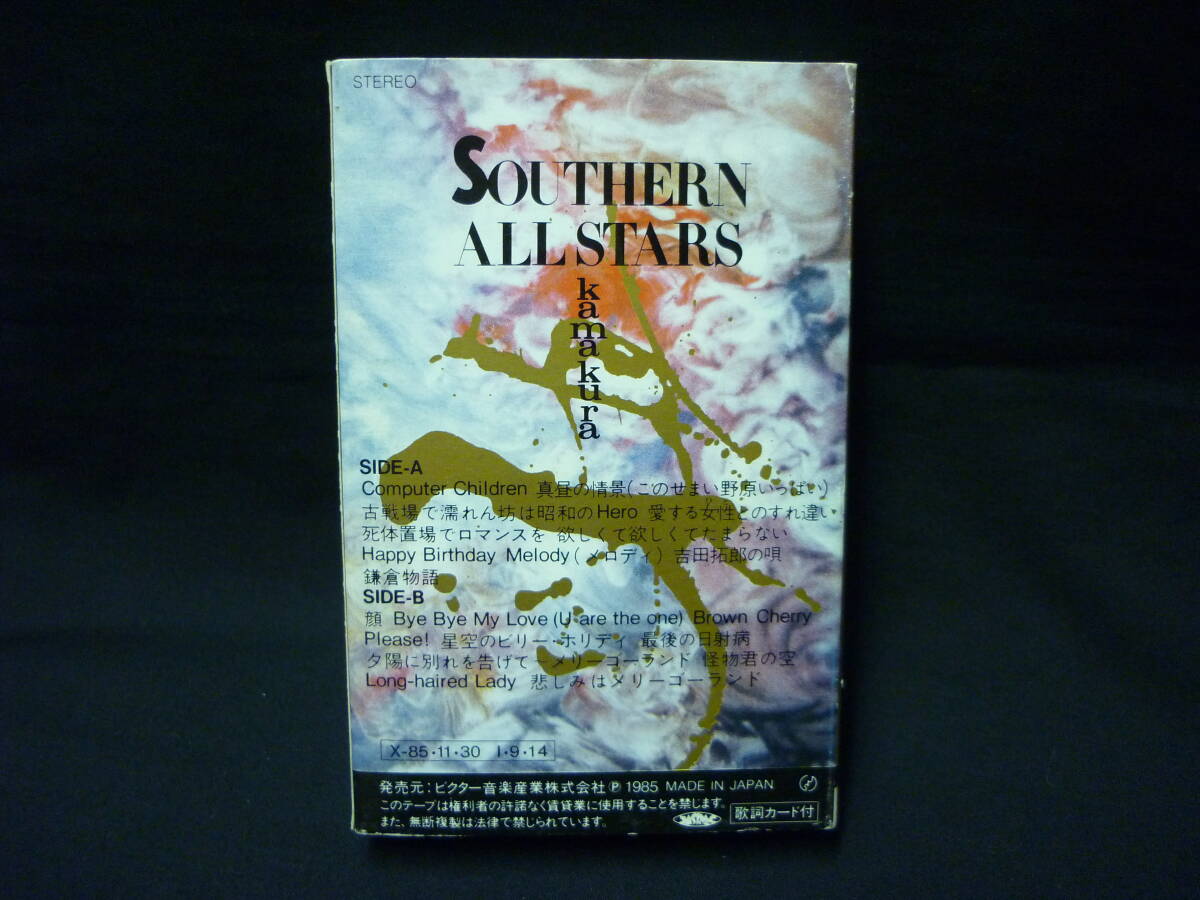 STEREO
SOUTHERN
ALL STARS
kamakura
SIDE-A
Computer Children 真昼の情景(このせまい野原いっぱい)
古戦場で濡れん坊は昭和のHero 愛する女性とのすれ違い
死体置場でロマンスを 欲しくて欲しくてたまらない
Happy Birthday Melody(メロディ) 吉田拓郎の唄
鎌倉物語
SIDE-B
顔 Bye Bye My Love (U are the one) Brown Cherry
Please! 星空のビリー・ホリディ 最後の日射病
夕陽に別れを告げて—メリーゴーランド 怪物君の空
Long-haired Lady 悲しみはメリーゴーランド
X-85・11・30 I・9・14
発売元:ビクター音楽産業株式会社 Ⓟ 1985 MADE IN JAPAN
このテープは権利者の許諾なく賃貸業に使用することを禁じます。
また、無断複製は法律で禁じられています。
歌詞カード付